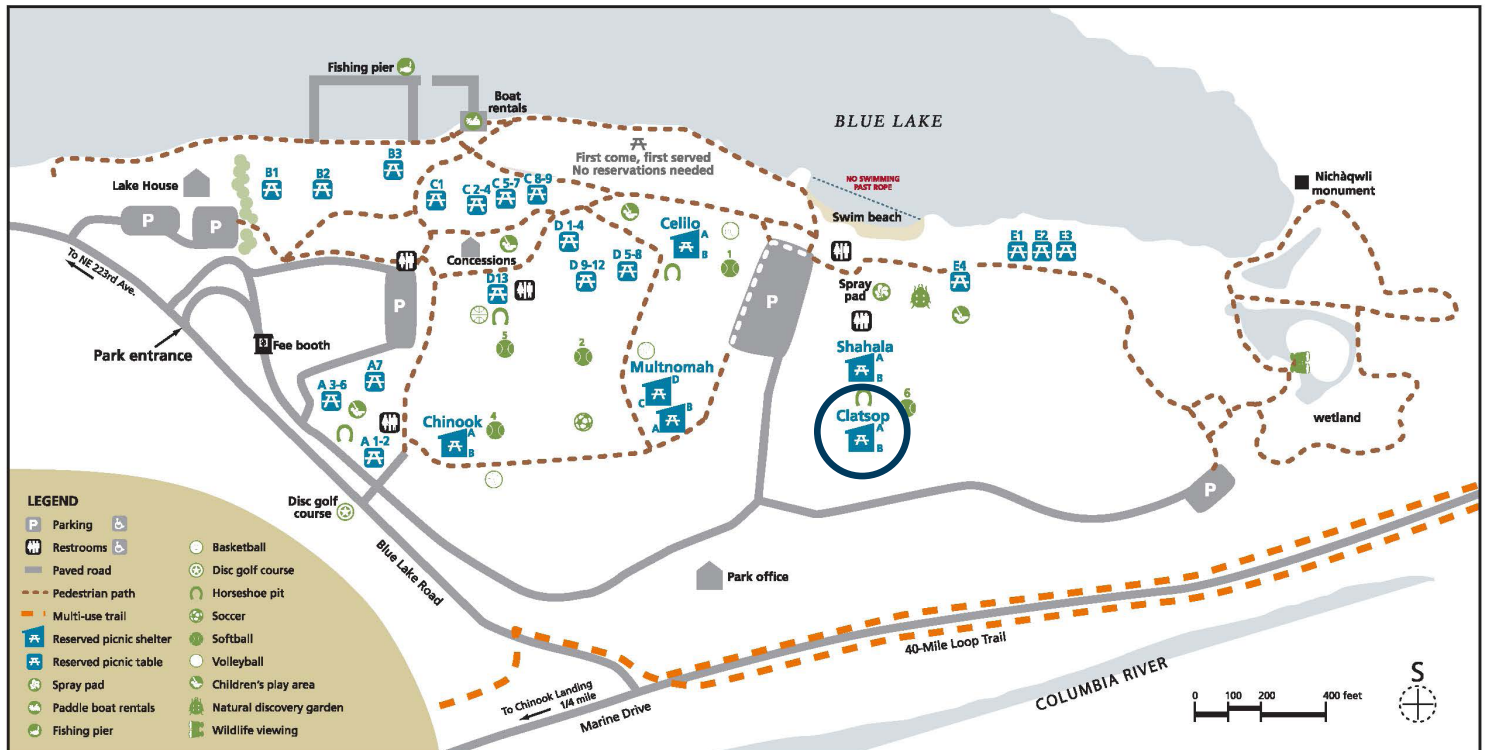 Fishing pier
Boat
rentals
BLUE LAKE
First come, first served
No reservations needed
NO SWIMMING
PAST ROPE
Nichàqwli
monument
Lake House
B1
B2
B3
C1
C 2-4
C 5-7
C 8-9
Swim beach
P
P
To NE 223rd Ave.
Concessions
D 1-4
D 9-12
D 5-8
D13
Celilo
A
B
1
E1
E2
E3
E4
P
P
Spray
pad
Park entrance
Fee booth
5
2
Shahala
A
B
A7
A 3-6
A 1-2
Multnomah
D
C
B
A
6
Chinook
A
B
4
Clatsop
A
B
wetland
P
Disc golf
course
Blue Lake Road
Park office
40-Mile Loop Trail
COLUMBIA RIVER
To Chinook Landing
1/4 mile
Marine Drive
0 100 200 400 feet
S
LEGEND
P Parking
Restrooms
Paved road
Pedestrian path
Multi-use trail
Reserved picnic shelter
Reserved picnic table
Spray pad
Paddle boat rentals
Fishing pier
Basketball
Disc golf course
Horseshoe pit
Soccer
Softball
Volleyball
Children's play area
Natural discovery garden
Wildlife viewing